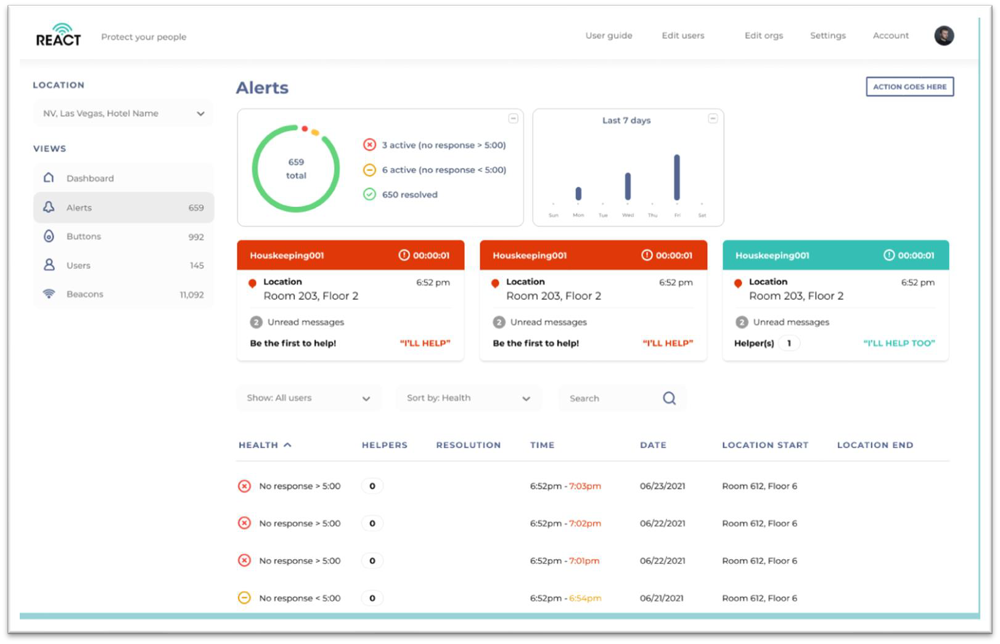 REACT
Protect your people
User guide
Edit users
Edit orgs
Settings
Account
LOCATION
NV, Las Vegas, Hotel Name
VIEWS
Dashboard
Alerts 659
Buttons 992
Users 145
Beacons 11,092
Alerts
ACTION GOES HERE
659
total
3 active (no response > 5:00)
6 active (no response < 5:00)
650 resolved
Last 7 days
Sun Mon Tue Wed Thu Fri Sat
Houskeeping001 00:00:01
Location 6:52 pm
Room 203, Floor 2
2 Unread messages
Be the first to help! “I’LL HELP”
Houskeeping001 00:00:01
Location 6:52 pm
Room 203, Floor 2
2 Unread messages
Be the first to help! “I’LL HELP”
Houskeeping001 00:00:01
Location 6:52 pm
Room 203, Floor 2
2 Unread messages
Helper(s) 1 “I’LL HELP TOO”
Show: All users
Sort by: Health
Search
HEALTH HELPERS RESOLUTION TIME DATE LOCATION START LOCATION END
No response > 5:00 0 6:52pm - 7:03pm 06/23/2021 Room 612, Floor 6
No response > 5:00 0 6:52pm - 7:02pm 06/22/2021 Room 612, Floor 6
No response > 5:00 0 6:52pm - 7:01pm 06/22/2021 Room 612, Floor 6
No response < 5:00 0 6:52pm - 6:54pm 06/21/2021 Room 612, Floor 6